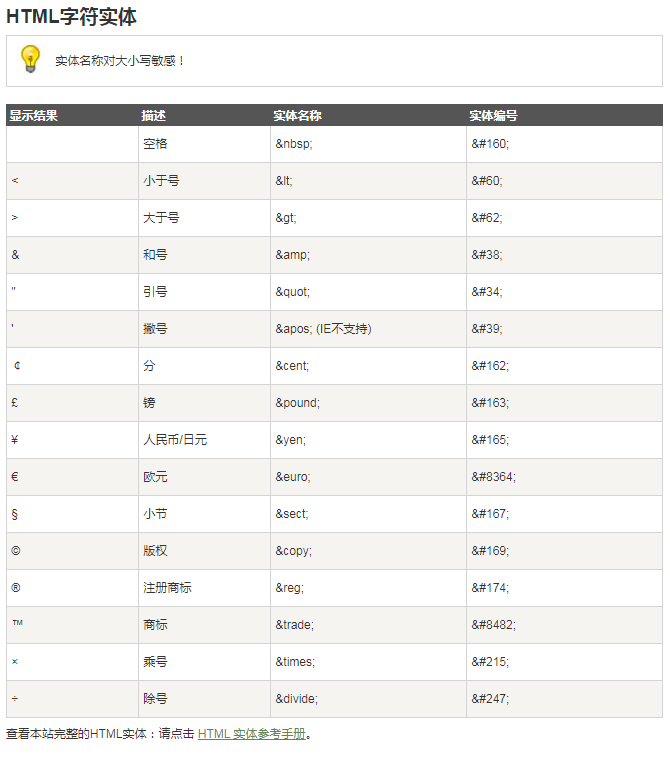 HTML字符实体
实体名称对大小写敏感！
显示结果 描述 实体名称 实体编号
空格 &nbsp; &#160;
< 小于号 &lt; &#60;
> 大于号 &gt; &#62;
& 和号 &amp; &#38;
" 引号 &quot; &#34;
' 撇号 &apos; (IE不支持) &#39;
￠ 分 &cent; &#162;
£ 镑 &pound; &#163;
¥ 人民币/日元 &yen; &#165;
€ 欧元 &euro; &#8364;
§ 小节 &sect; &#167;
© 版权 &copy; &#169;
® 注册商标 &reg; &#174;
™ 商标 &trade; &#8482;
× 乘号 &times; &#215;
÷ 除号 &divide; &#247;
查看本站完整的HTML实体：请点击 HTML 实体参考手册。